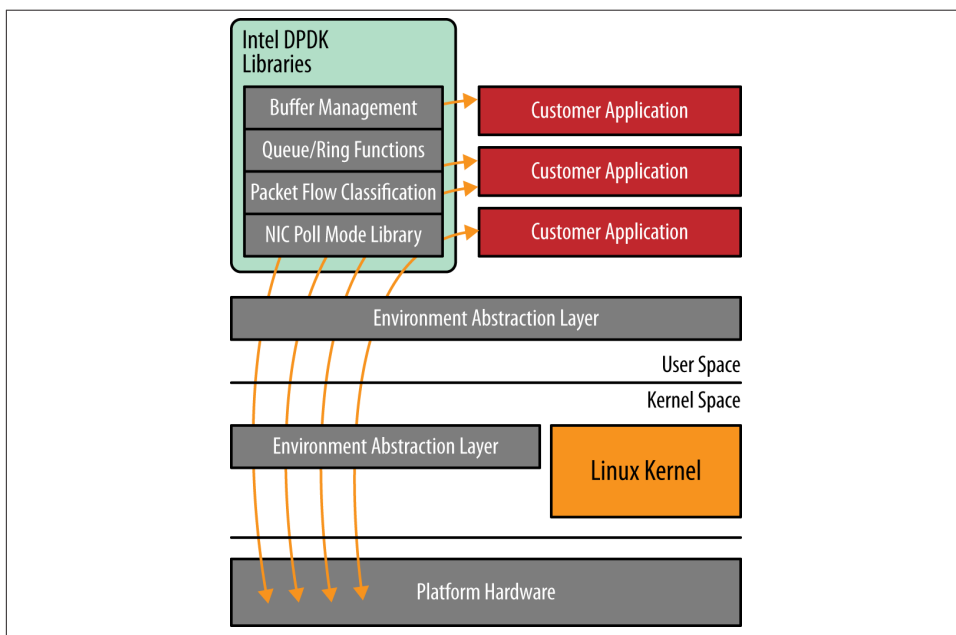 Intel DPDK
Libraries
Buffer Management
Customer Application
Queue/Ring Functions
Customer Application
Packet Flow Classification
NIC Poll Mode Library
Customer Application
Environment Abstraction Layer
User Space
Kernel Space
Environment Abstraction Layer
Linux Kernel
Platform Hardware